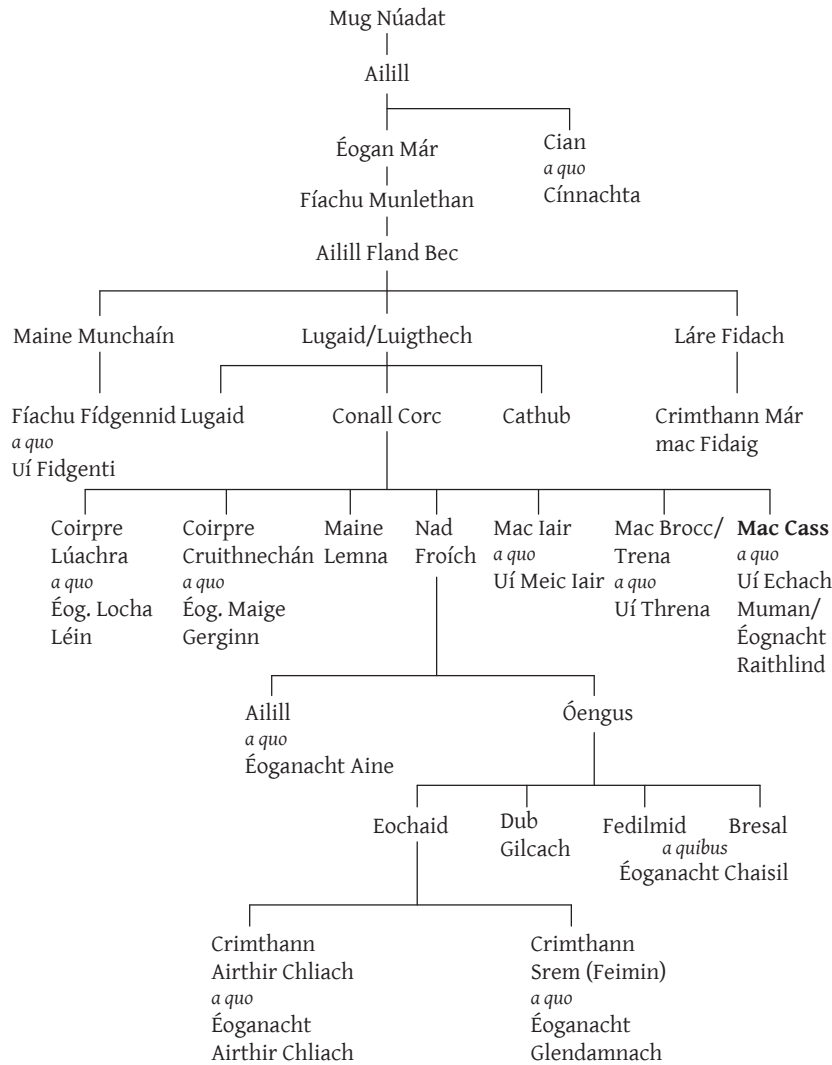 Mug Núadat
Ailill
Éogan Már
Cian
a quo
Cínnachta
Fíachu Munlethan
Ailill Fland Bec
Maine Munchaín
Lugaid/Luigthech
Láre Fidach
Fíachu Fídgennid
a quo
Uí Fidgenti
Lugaid
Conall Corc
Cathub
Crimthann Már
mac Fidaig
Coirpre
Lúachra
a quo
Éog. Locha
Léin
Coirpre
Cruithnechán
a quo
Éog. Maige
Gerginn
Maine
Lemna
Nad
Froích
Mac Iair
a quo
Uí Meic Iair
Mac Brocc/
Trena
a quo
Uí Threna
Mac Cass
a quo
Uí Echach
Muman/
Éognacht
Raithlind
Ailill
a quo
Éoganacht Aine
Óengus
Eochaid
Dub
Gilcach
Fedilmid
Bresal
a quibus
Éoganacht Chaisil
Crimthann
Airthir Chliach
a quo
Éoganacht
Airthir Chliach
Crimthann
Srem (Feimin)
a quo
Éoganacht
Glendamnach